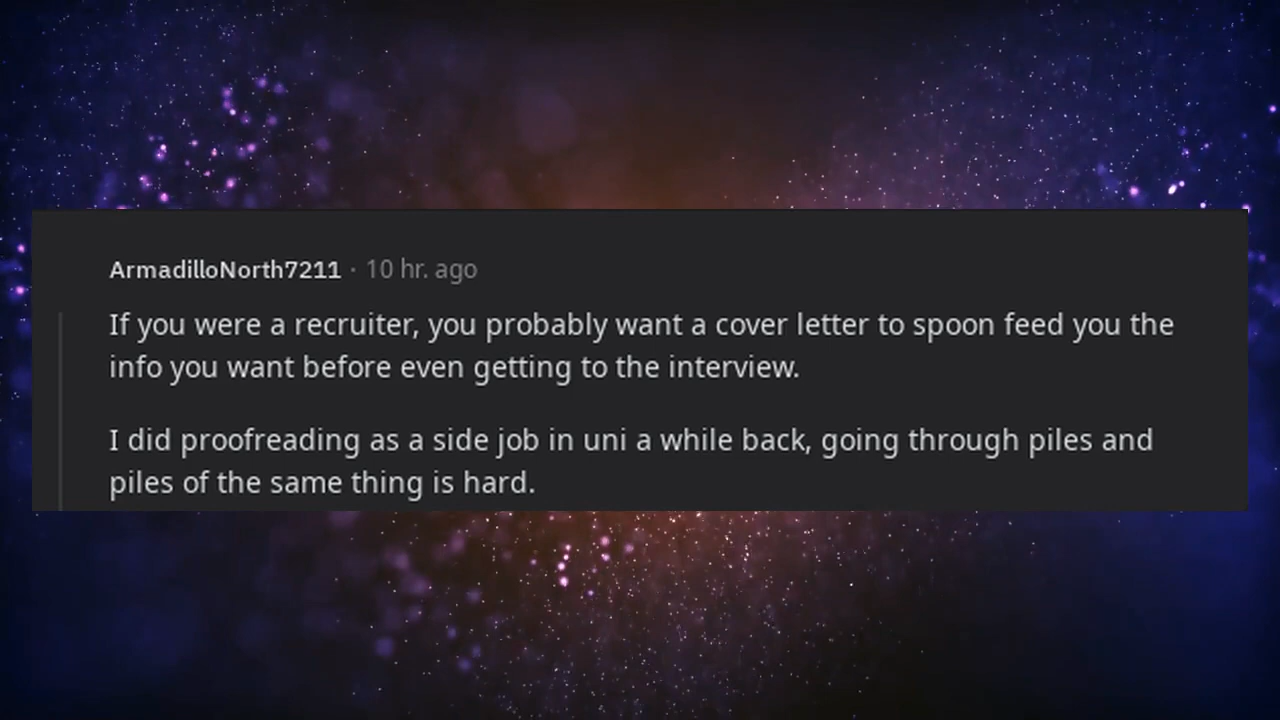 ArmadilloNorth7211 · 10 hr. ago
If you were a recruiter, you probably want a cover letter to spoon feed you the
info you want before even getting to the interview.
I did proofreading as a side job in uni a while back, going through piles and
piles of the same thing is hard.